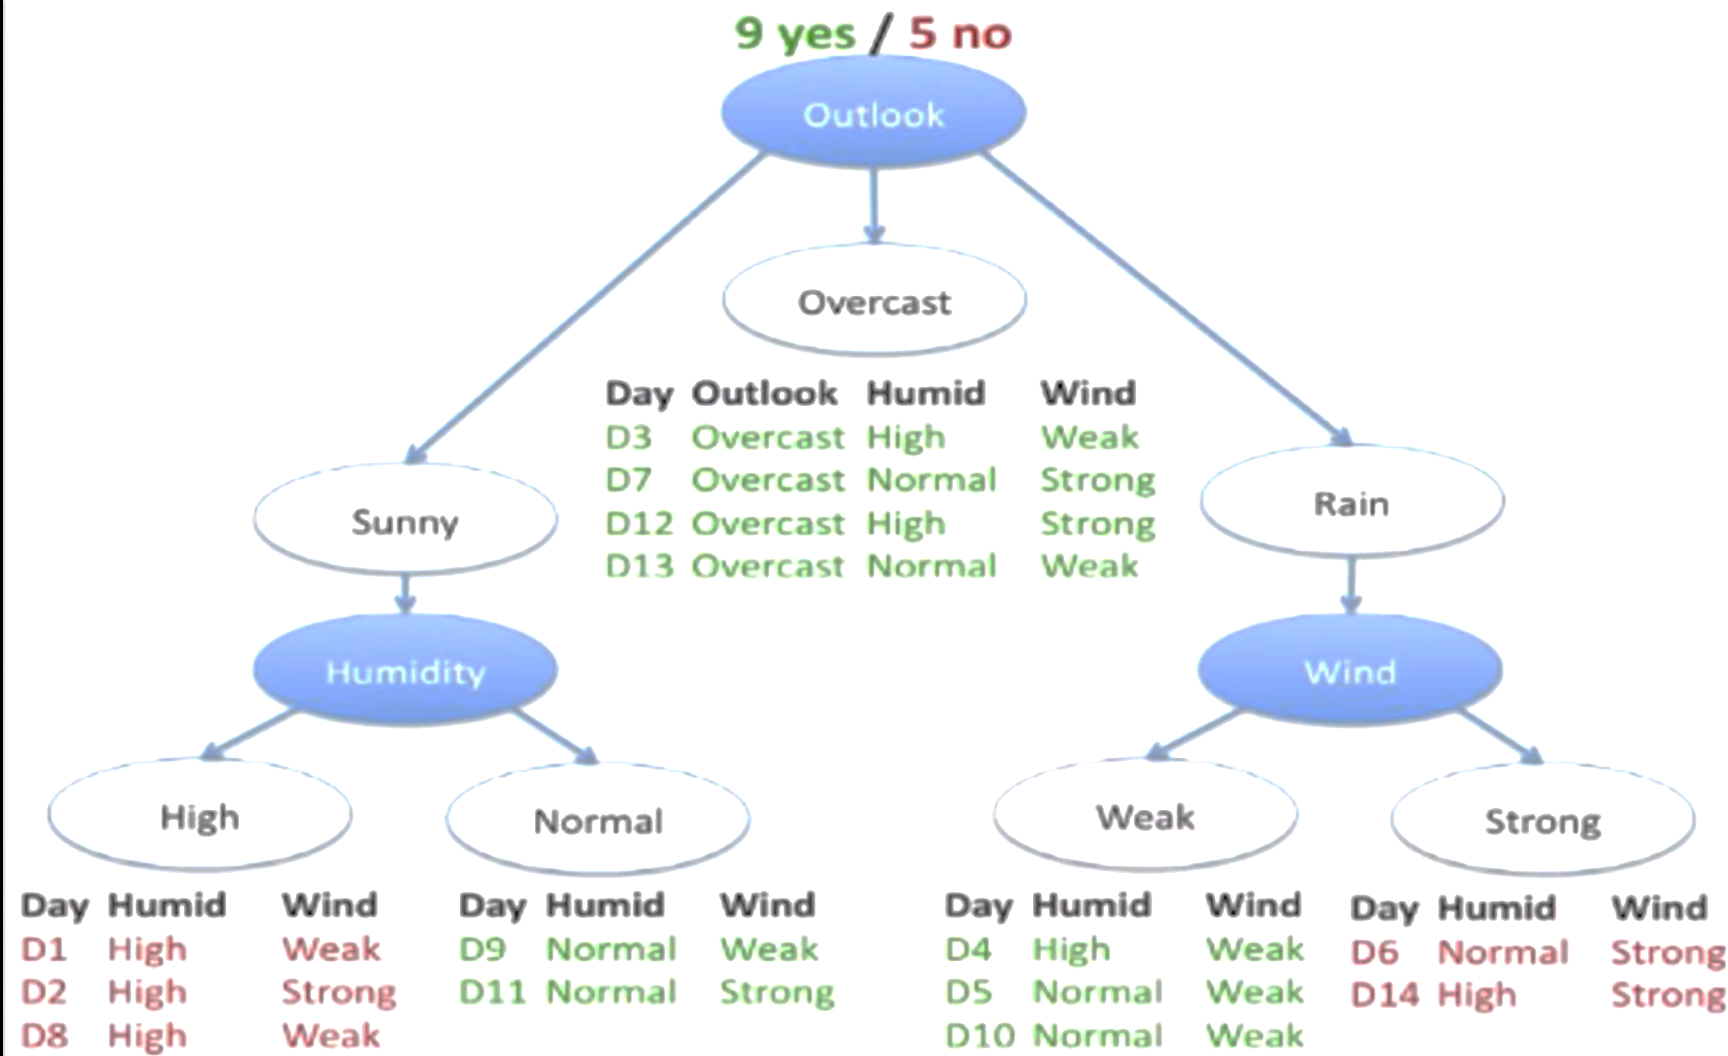 9 yes / 5 no
Outlook
Overcast
Day Outlook Humid Wind
D3 Overcast High Weak
D7 Overcast Normal Strong
D12 Overcast High Strong
D13 Overcast Normal Weak
Sunny
Rain
Humidity
Wind
High
Normal
Weak
Strong
Day Humid Wind
D1 High Weak
D2 High Strong
D8 High Weak
Day Humid Wind
D9 Normal Weak
D11 Normal Strong
Day Humid Wind
D4 High Weak
D5 Normal Weak
D10 Normal Weak
Day Humid Wind
D6 Normal Strong
D14 High Strong